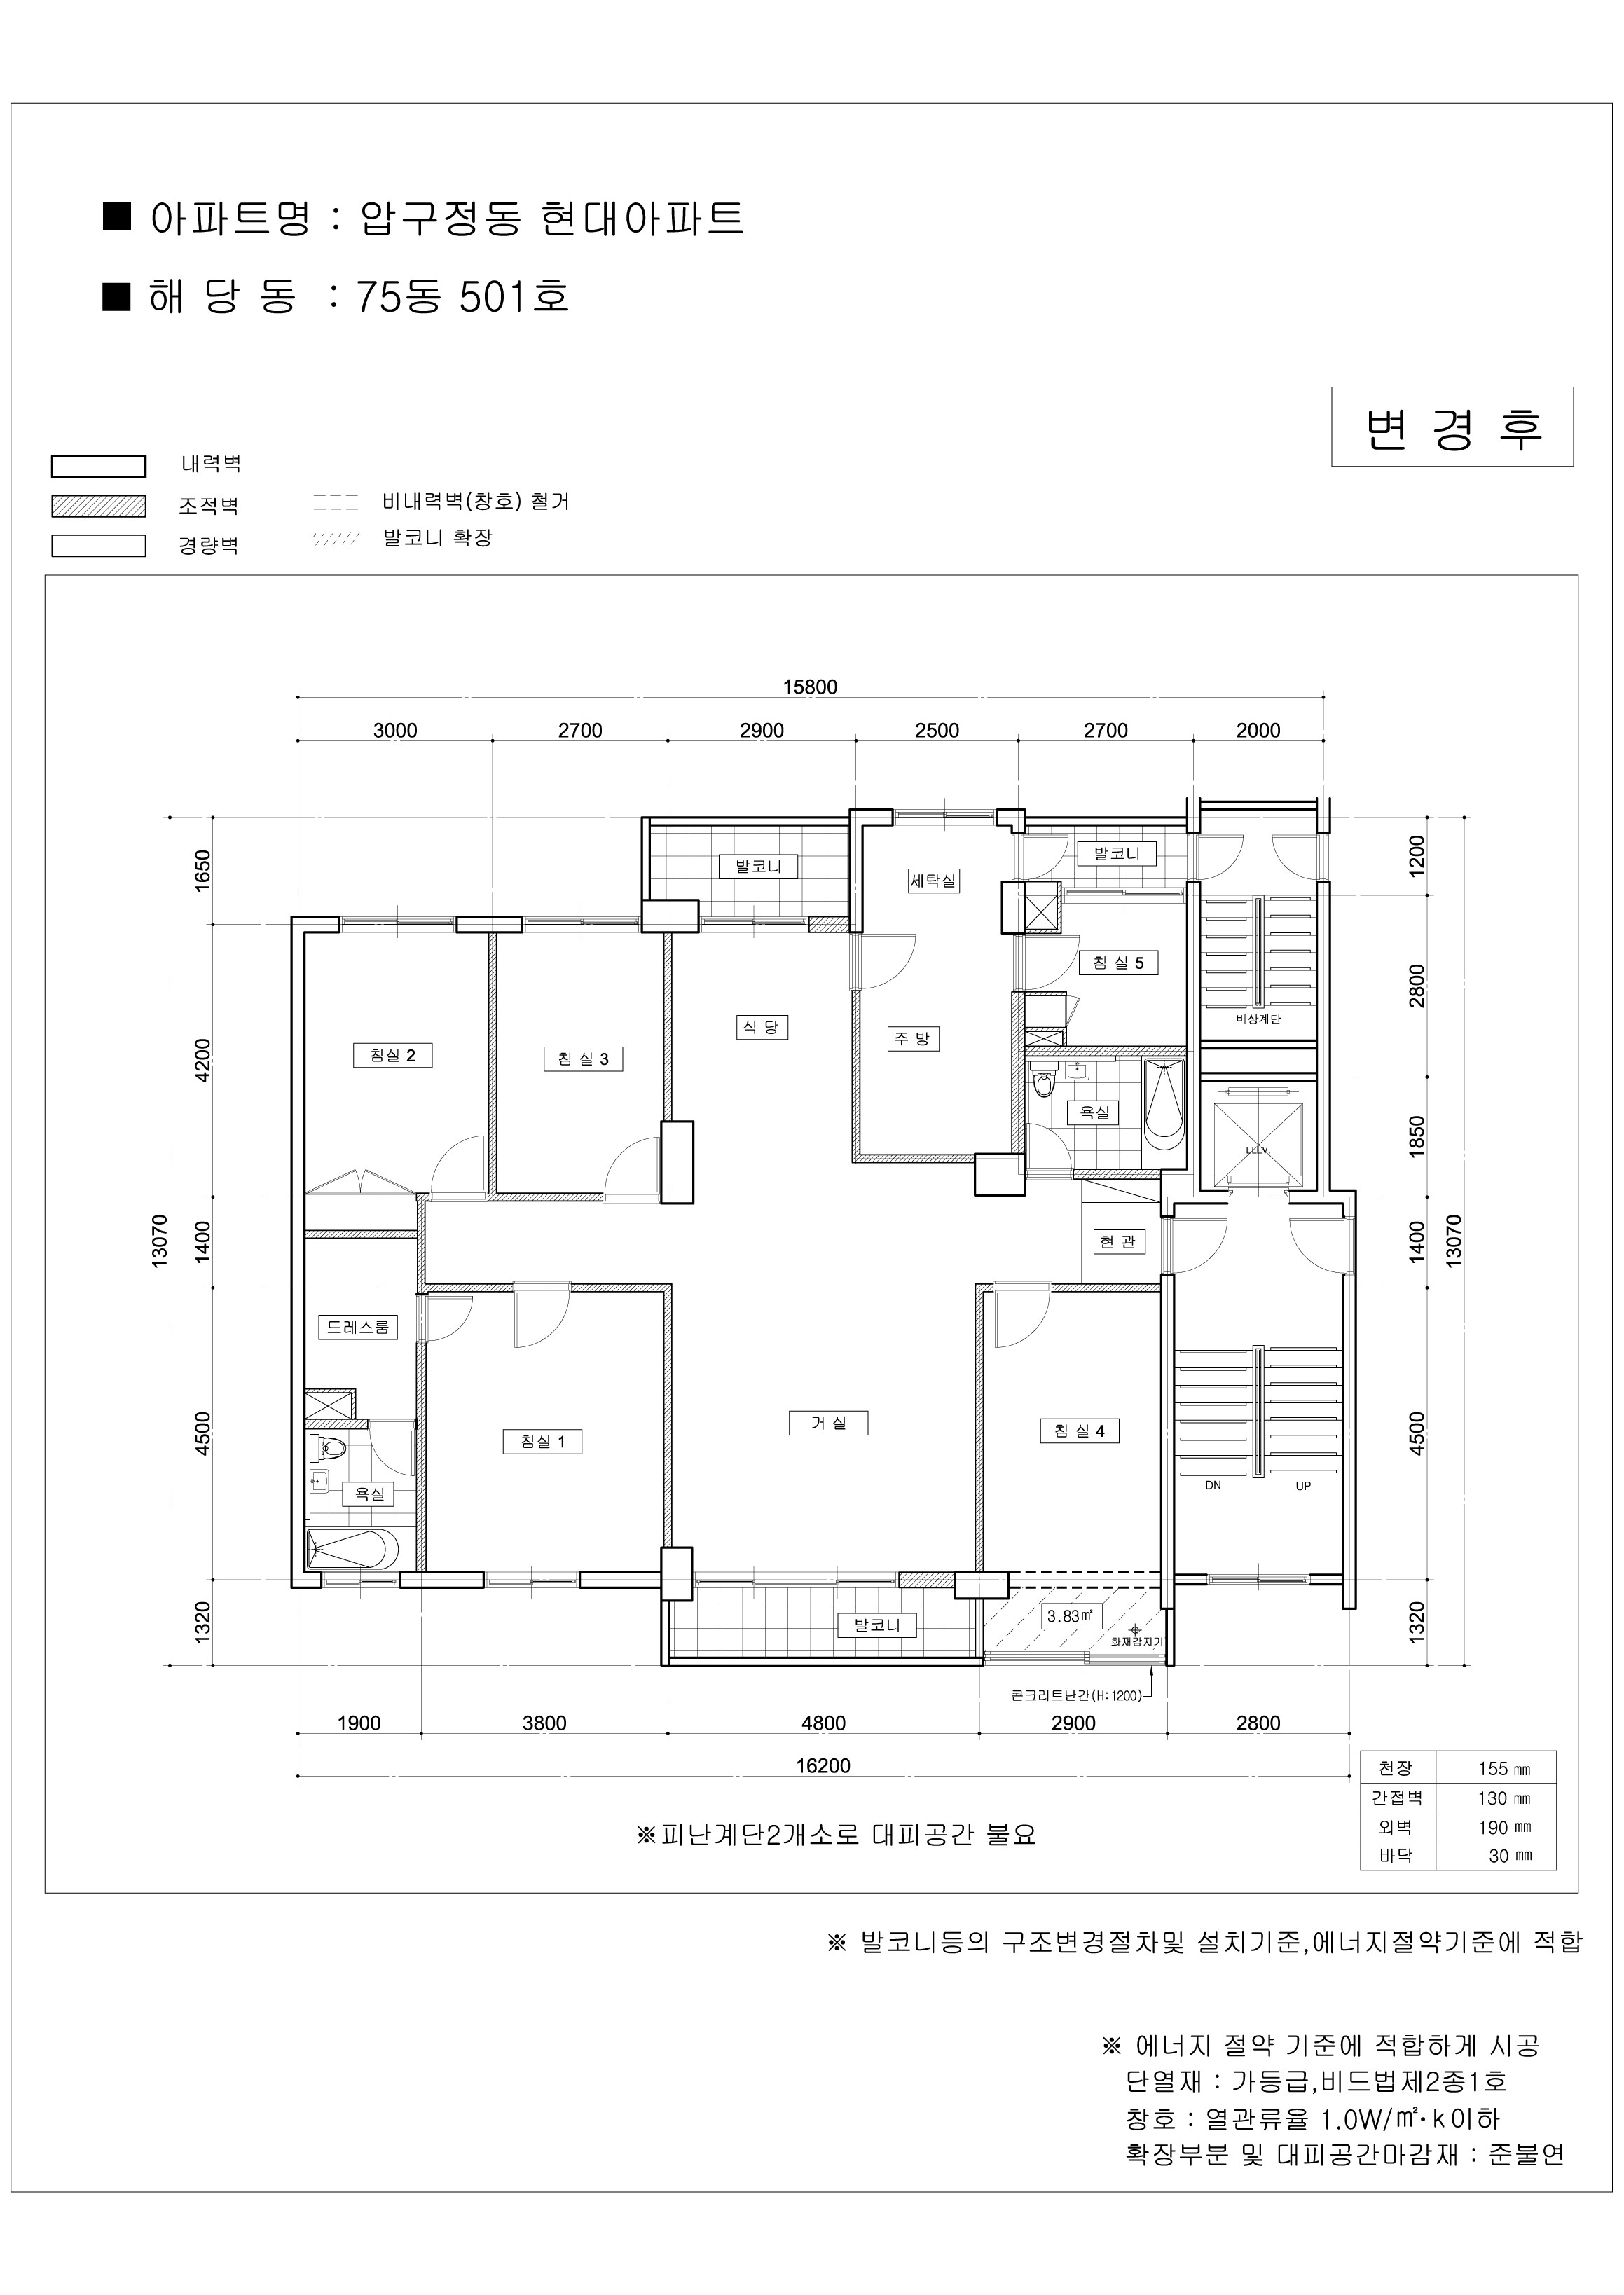 ■ 아파트명 : 압구정동 현대아파트
■ 해 당 동 : 75동 501호
변 경 후
내력벽
조적벽
경량벽
비내력벽(창호) 철거
발코니 확장
15800
3000 2700 2900 2500 2700 2000
13070
1650
4200
1400
4500
1320
1200
2800
1850
1400
4500
1320
13070
발코니
세탁실
발코니
침 실 5
비상계단
식 당
주 방
침실 2
침 실 3
욕실
ELEV.
현 관
드레스룸
거 실
침실 1
침 실 4
욕실
DN
UP
발코니
3.83㎡
화재감지기
콘크리트난간(H:1200)
1900 3800 4800 2900 2800
16200
천장 155 ㎜
간접벽 130 ㎜
외벽 190 ㎜
바닥 30 ㎜
※피난계단2개소로 대피공간 불요
※ 발코니등의 구조변경절차및 설치기준,에너지절약기준에 적합
※ 에너지 절약 기준에 적합하게 시공
단열재 : 가등급,비드법제2종1호
창호 : 열관류율 1.0W/㎡·k이하
확장부분 및 대피공간마감재 : 준불연